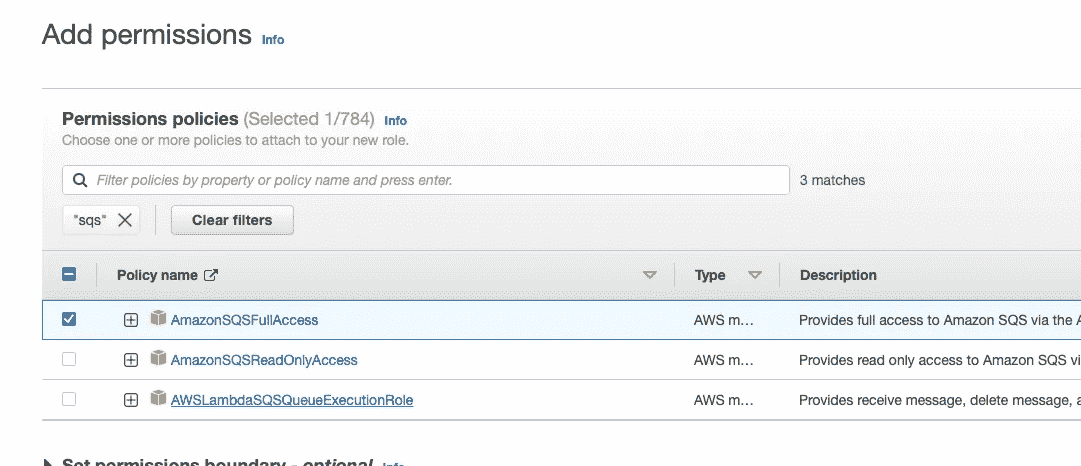 Add permissions Info
Permissions policies (Selected 1/784) Info
Choose one or more policies to attach to your new role.
Filter policies by property or policy name and press enter. 3 matches
"sqs" Clear filters
Policy name Type Description
AmazonSQSFullAccess AWS m... Provides full access to Amazon SQS via the A
AmazonSQSReadOnlyAccess AWS m... Provides read only access to Amazon SQS vi
AWSLambdaSQSQueueExecutionRole AWS m... Provides receive message, delete message, a
Set permissions boundary - optional Info